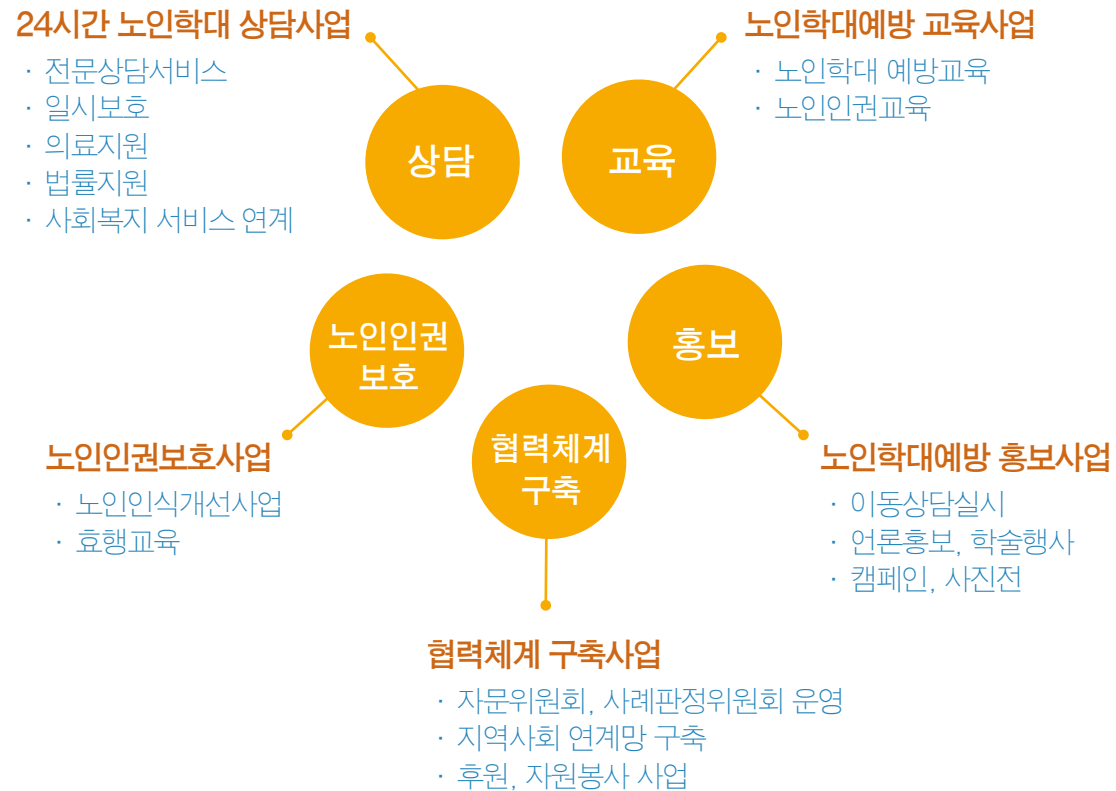 24시간 노인학대 상담사업
· 전문상담서비스
· 일시보호
· 의료지원
· 법률지원
· 사회복지 서비스 연계
노인학대예방 교육사업
· 노인학대 예방교육
· 노인인권교육
상담
교육
노인인권
보호
홍보
협력체계
구축
노인인권보호사업
· 노인인식개선사업
· 효행교육
노인학대예방 홍보사업
· 이동상담실시
· 언론홍보, 학술행사
· 캠페인, 사진전
협력체계 구축사업
· 자문위원회, 사례판정위원회 운영
· 지역사회 연계망 구축
· 후원, 자원봉사 사업